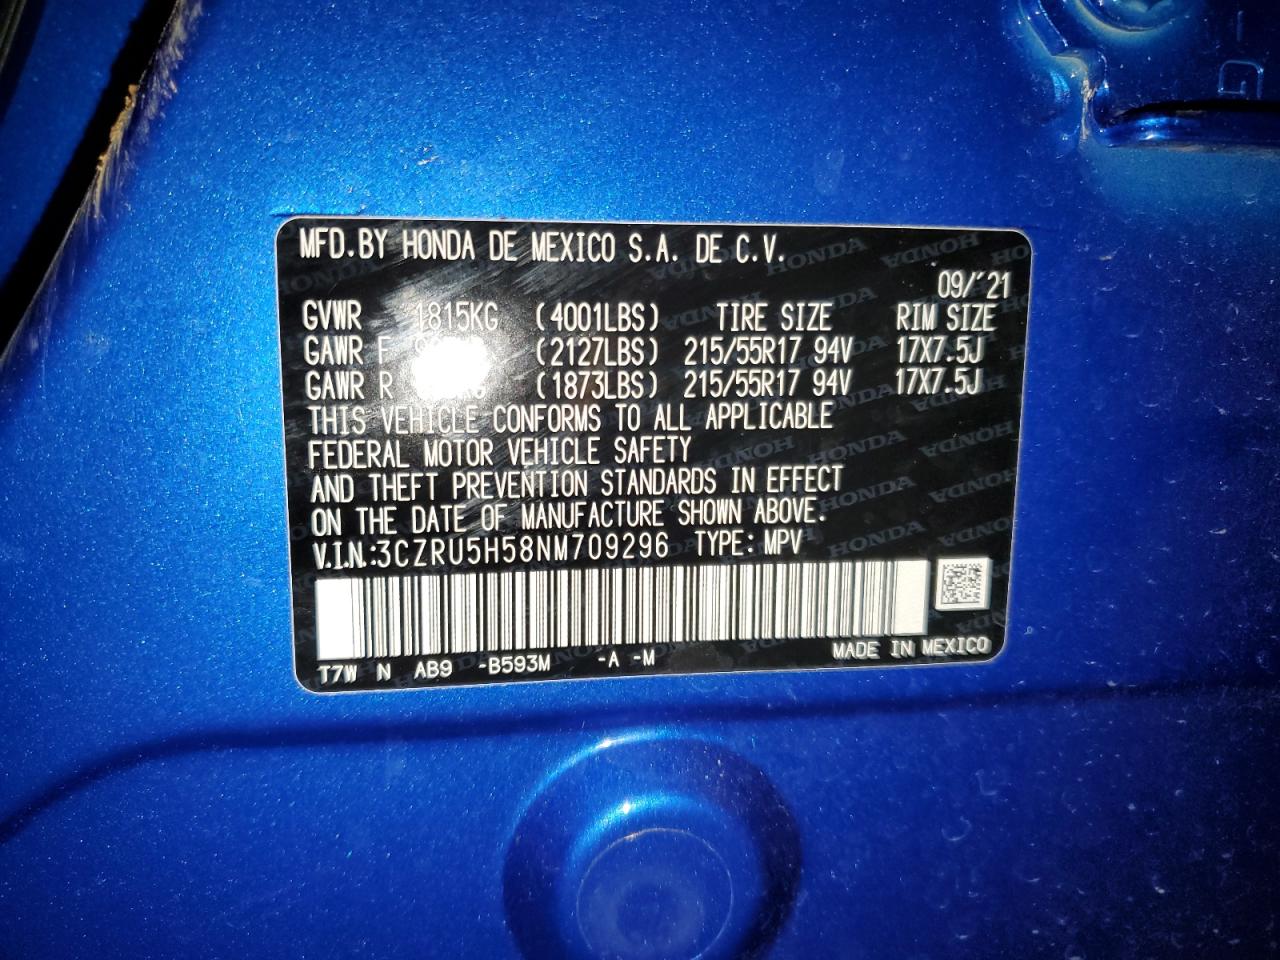 MFD.BY HONDA DE MEXICO S.A. DE C.V.
09/'21
GVWR 1815KG (4001LBS) TIRE SIZE RIM SIZE
GAWR F (2127LBS) 215/55R17 94V 17X7.5J
GAWR R (1873LBS) 215/55R17 94V 17X7.5J
THIS VEHICLE CONFORMS TO ALL APPLICABLE
FEDERAL MOTOR VEHICLE SAFETY
AND THEFT PREVENTION STANDARDS IN EFFECT
ON THE DATE OF MANUFACTURE SHOWN ABOVE.
V.I.N.:3CZRU5H58NM709296 TYPE: MPV
T7W N AB9 -B593M -A -M MADE IN MEXICO